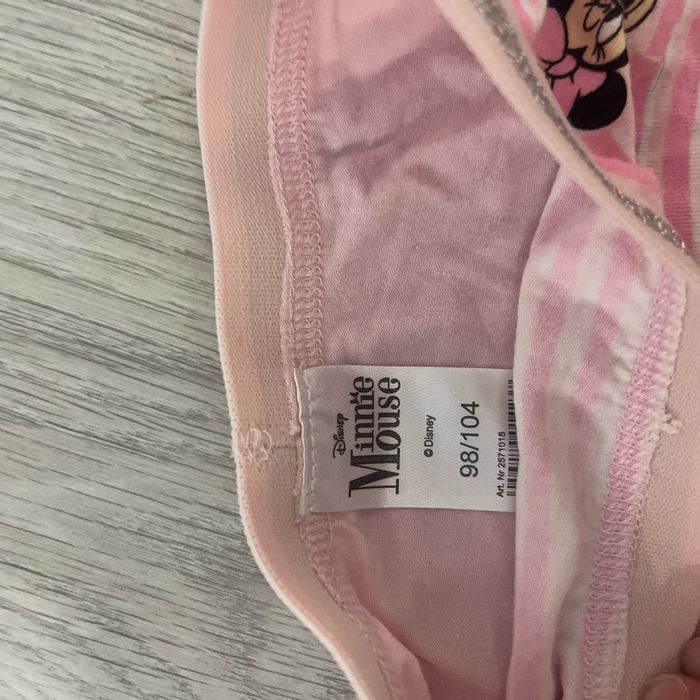 Disney
Minnie
Mouse
© Disney
98/104
Art. Nr.2571015